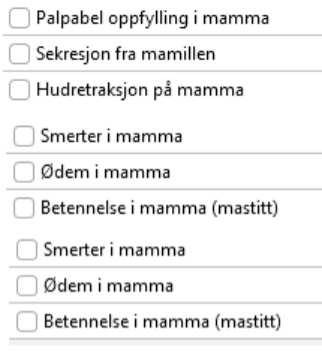 Palpabel oppfylling i mamma
Sekresjon fra mamillen
Hudretraksjon på mamma
Smerter i mamma
Ødem i mamma
Betennelse i mamma (mastitt)
Smerter i mamma
Ødem i mamma
Betennelse i mamma (mastitt)